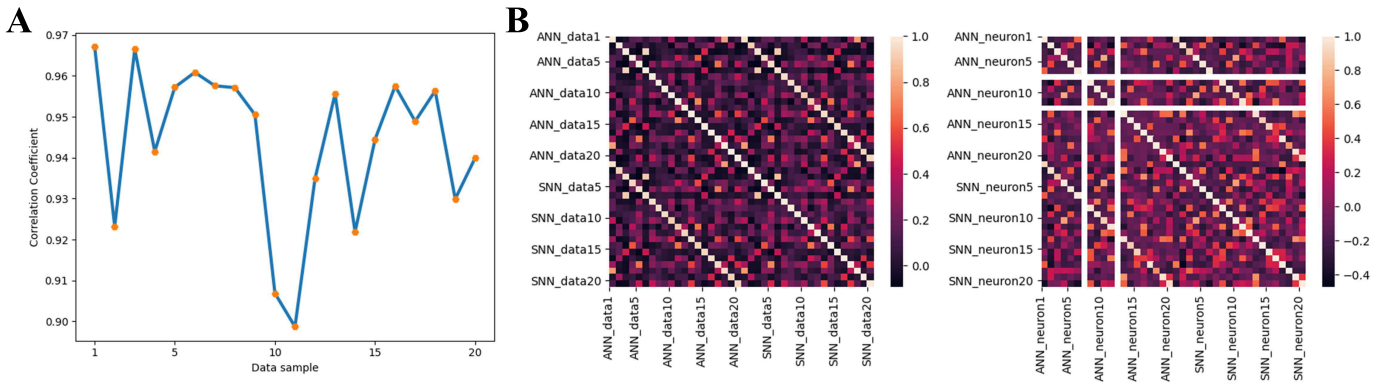 A
0.97
0.96
0.95
0.94
0.93
0.92
0.91
0.90
Correlation Coefficient
1
5
10
15
20
Data sample
B
ANN_data1
ANN_data5
ANN_data10
ANN_data15
ANN_data20
SNN_data5
SNN_data10
SNN_data15
SNN_data20
ANN_data1
ANN_data5
ANN_data10
ANN_data15
ANN_data20
SNN_data5
SNN_data10
SNN_data15
SNN_data20
1.0
0.8
0.6
0.4
0.2
0.0
ANN_neuron1
ANN_neuron5
ANN_neuron10
ANN_neuron15
ANN_neuron20
SNN_neuron5
SNN_neuron10
SNN_neuron15
SNN_neuron20
ANN_neuron1
ANN_neuron5
ANN_neuron10
ANN_neuron15
ANN_neuron20
SNN_neuron5
SNN_neuron10
SNN_neuron15
SNN_neuron20
1.0
0.8
0.6
0.4
0.2
0.0
−0.2
−0.4